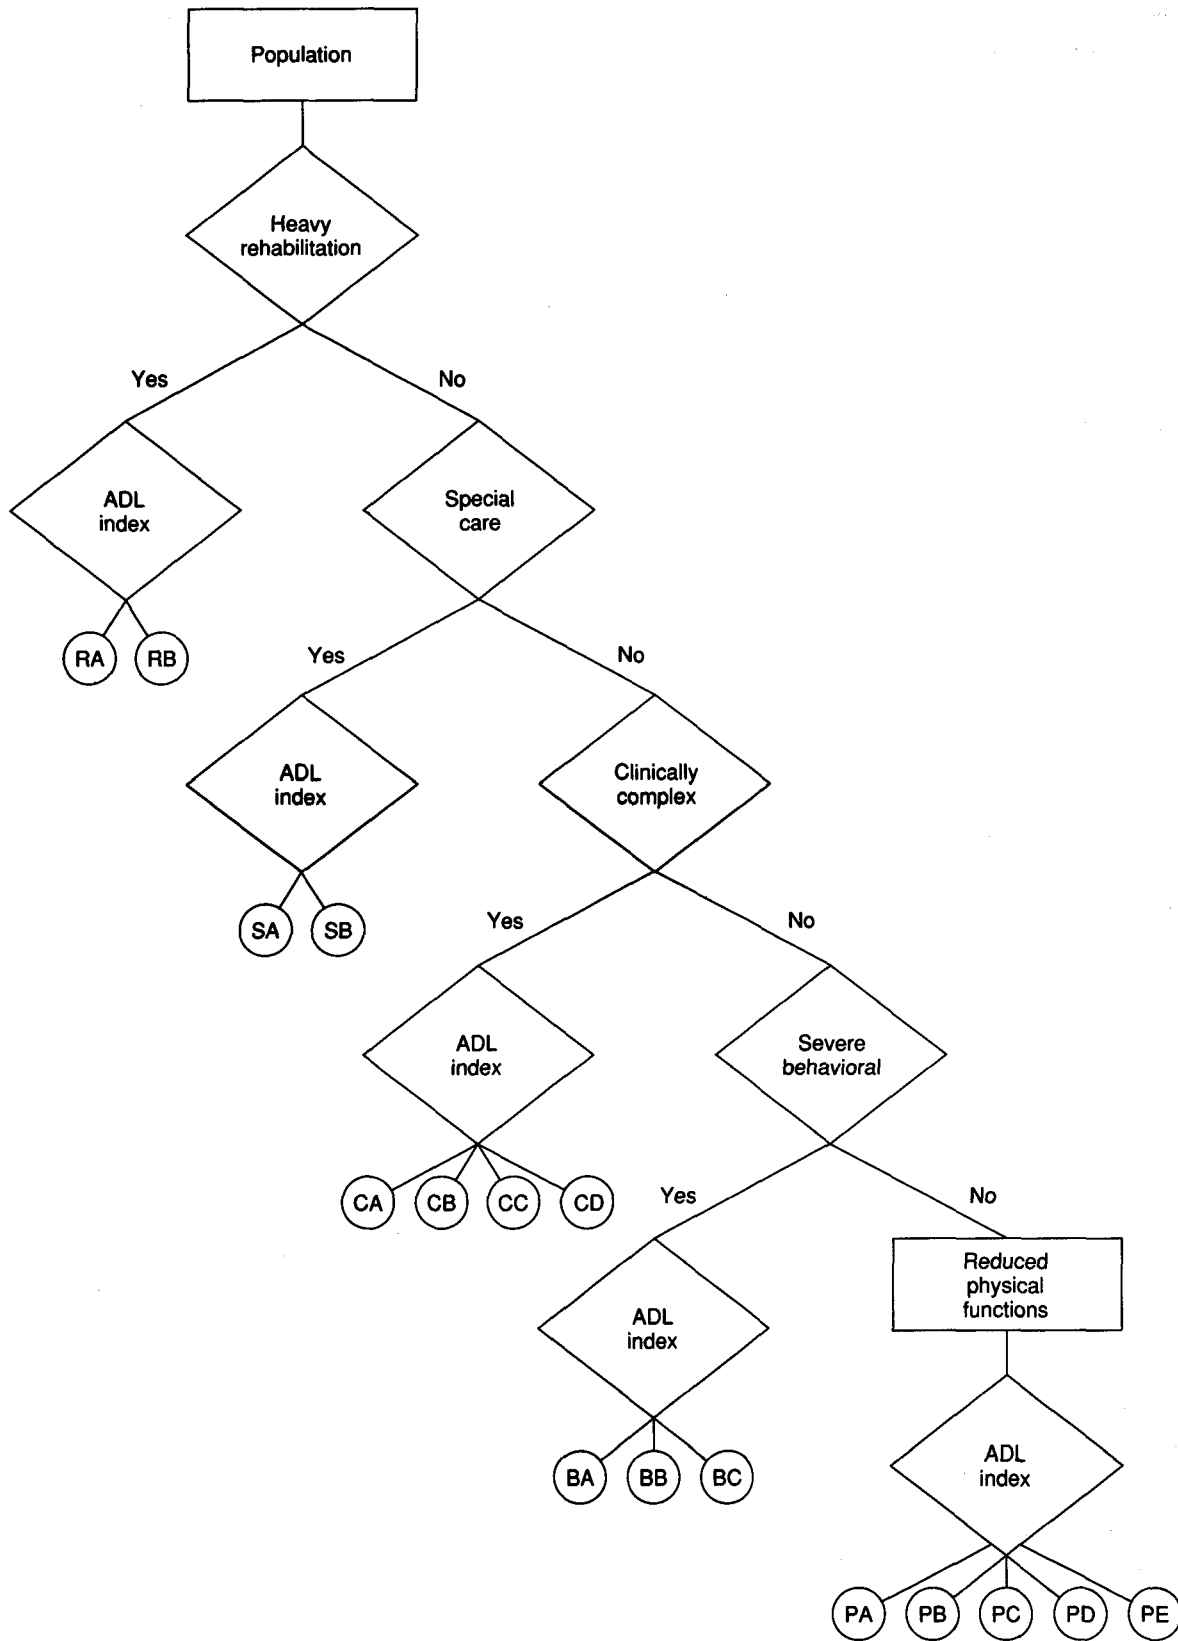 Population
Heavy
rehabilitation
Yes
No
ADL
index
Special
care
RA
RB
Yes
No
ADL
index
Clinically
complex
SA
SB
Yes
No
ADL
index
Severe
behavioral
CA
CB
CC
CD
Yes
No
ADL
index
Reduced
physical
functions
BA
BB
BC
ADL
index
PA
PB
PC
PD
PE